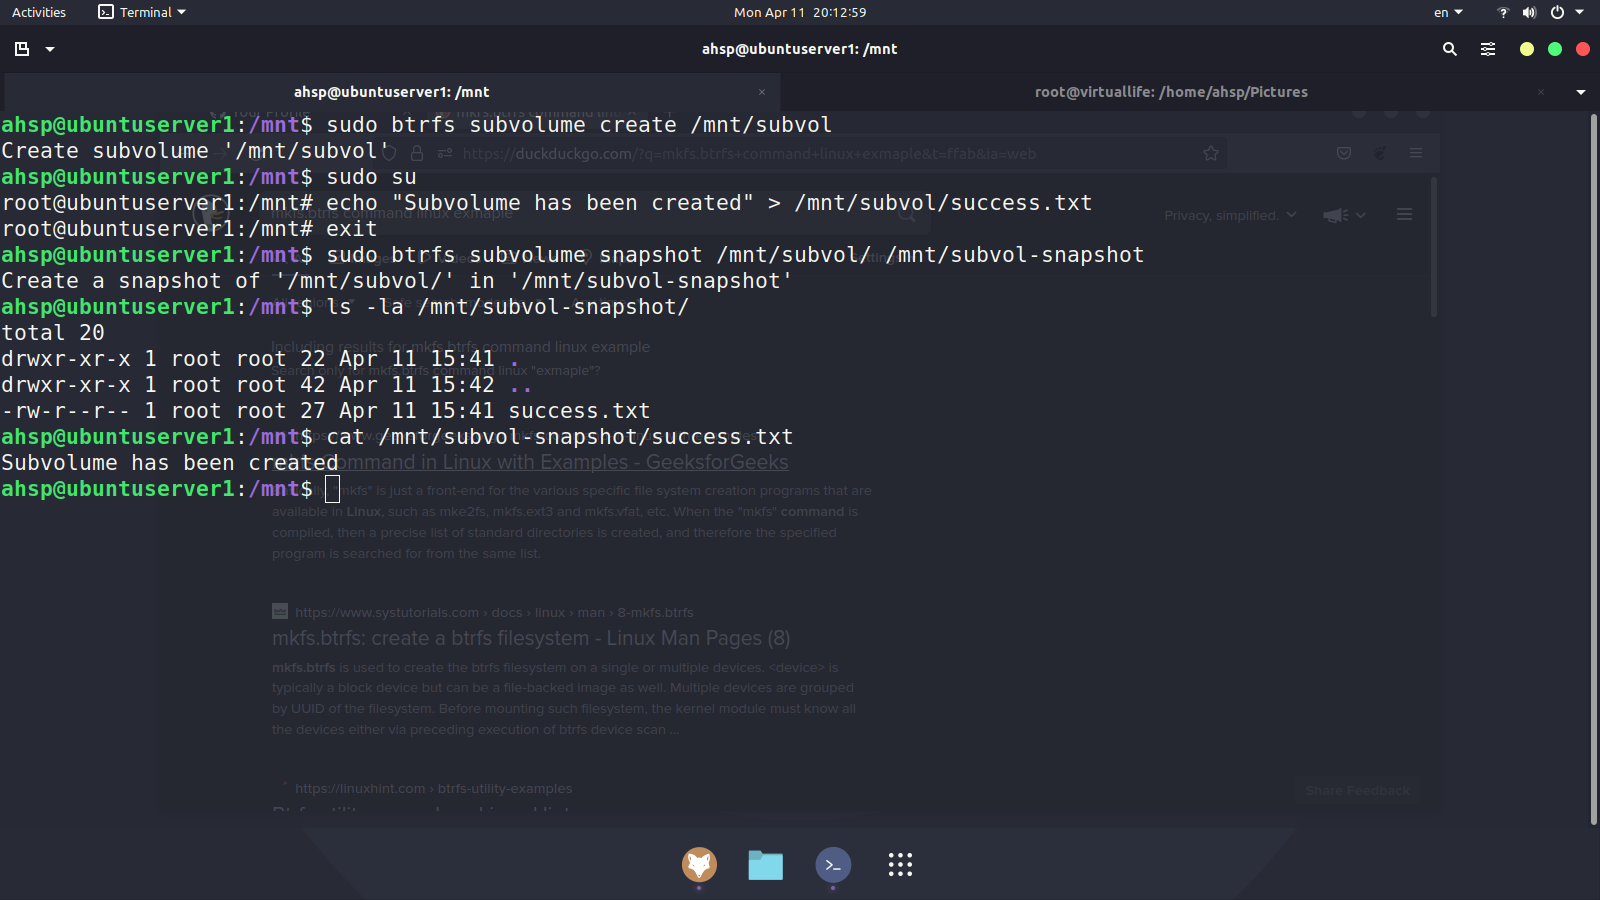 Activities Terminal Mon Apr 11 20:12:59 en
ahsp@ubuntuserver1: /mnt
ahsp@ubuntuserver1: /mnt × root@virtuallife: /home/ahsp/Pictures ×
ahsp@ubuntuserver1:/mnt$ sudo btrfs subvolume create /mnt/subvol
Create subvolume '/mnt/subvol'
https://duckduckgo.com/?q=mkfs.btrfs+command+linux+exmaple&t=ffab&ia=web
ahsp@ubuntuserver1:/mnt$ sudo su
root@ubuntuserver1:/mnt# echo "Subvolume has been created" > /mnt/subvol/success.txt
mkfs.btrfs command linux exmaple
Privacy, simplified.
root@ubuntuserver1:/mnt# exit
ahsp@ubuntuserver1:/mnt$ sudo btrfs subvolume snapshot /mnt/subvol/ /mnt/subvol-snapshot
Create a snapshot of '/mnt/subvol/' in '/mnt/subvol-snapshot'
ahsp@ubuntuserver1:/mnt$ ls -la /mnt/subvol-snapshot/
total 20
Including results for mkfs.btrfs command linux example
drwxr-xr-x 1 root root 22 Apr 11 15:41 .
Search only for mkfs.btrfs command linux "exmaple"?
drwxr-xr-x 1 root root 42 Apr 11 15:42 ..
-rw-r--r-- 1 root root 27 Apr 11 15:41 success.txt
ahsp@ubuntuserver1:/mnt$ cat /mnt/subvol-snapshot/success.txt
Subvolume has been created
Command in Linux with Examples - GeeksforGeeks
ahsp@ubuntuserver1:/mnt$
"mkfs" is just a front-end for the various specific file system creation programs that are
available in Linux, such as mke2fs, mkfs.ext3 and mkfs.vfat, etc. When the "mkfs" command is
compiled, then a precise list of standard directories is created, and therefore the specified
program is searched for from the same list.
https://www.systutorials.com › docs › linux › man › 8-mkfs.btrfs
mkfs.btrfs: create a btrfs filesystem - Linux Man Pages (8)
mkfs.btrfs is used to create the btrfs filesystem on a single or multiple devices. <device> is
typically a block device but can be a file-backed image as well. Multiple devices are grouped
by UUID of the filesystem. Before mounting such filesystem, the kernel module must know all
the devices either via preceding execution of btrfs device scan ...
https://linuxhint.com › btrfs-utility-examples
Share Feedback